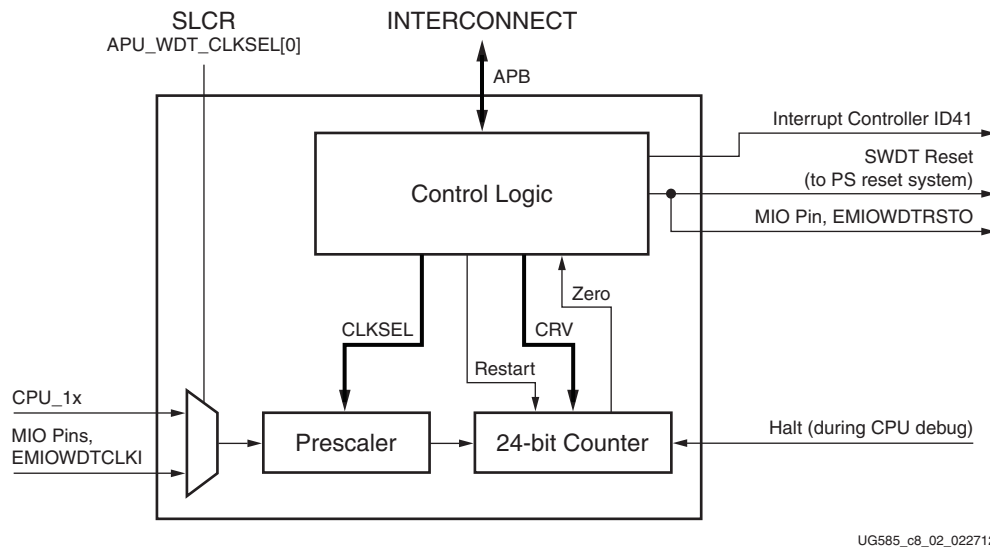 SLCR
APU_WDT_CLKSEL[0]
INTERCONNECT
APB
Control Logic
Interrupt Controller ID41
SWDT Reset
(to PS reset system)
MIO Pin, EMIOWDTRSTO
Zero
CLKSEL
CRV
Restart
CPU_1x
MIO Pins,
EMIOWDTCLKI
Prescaler
24-bit Counter
Halt (during CPU debug)
UG585_c8_02_022712